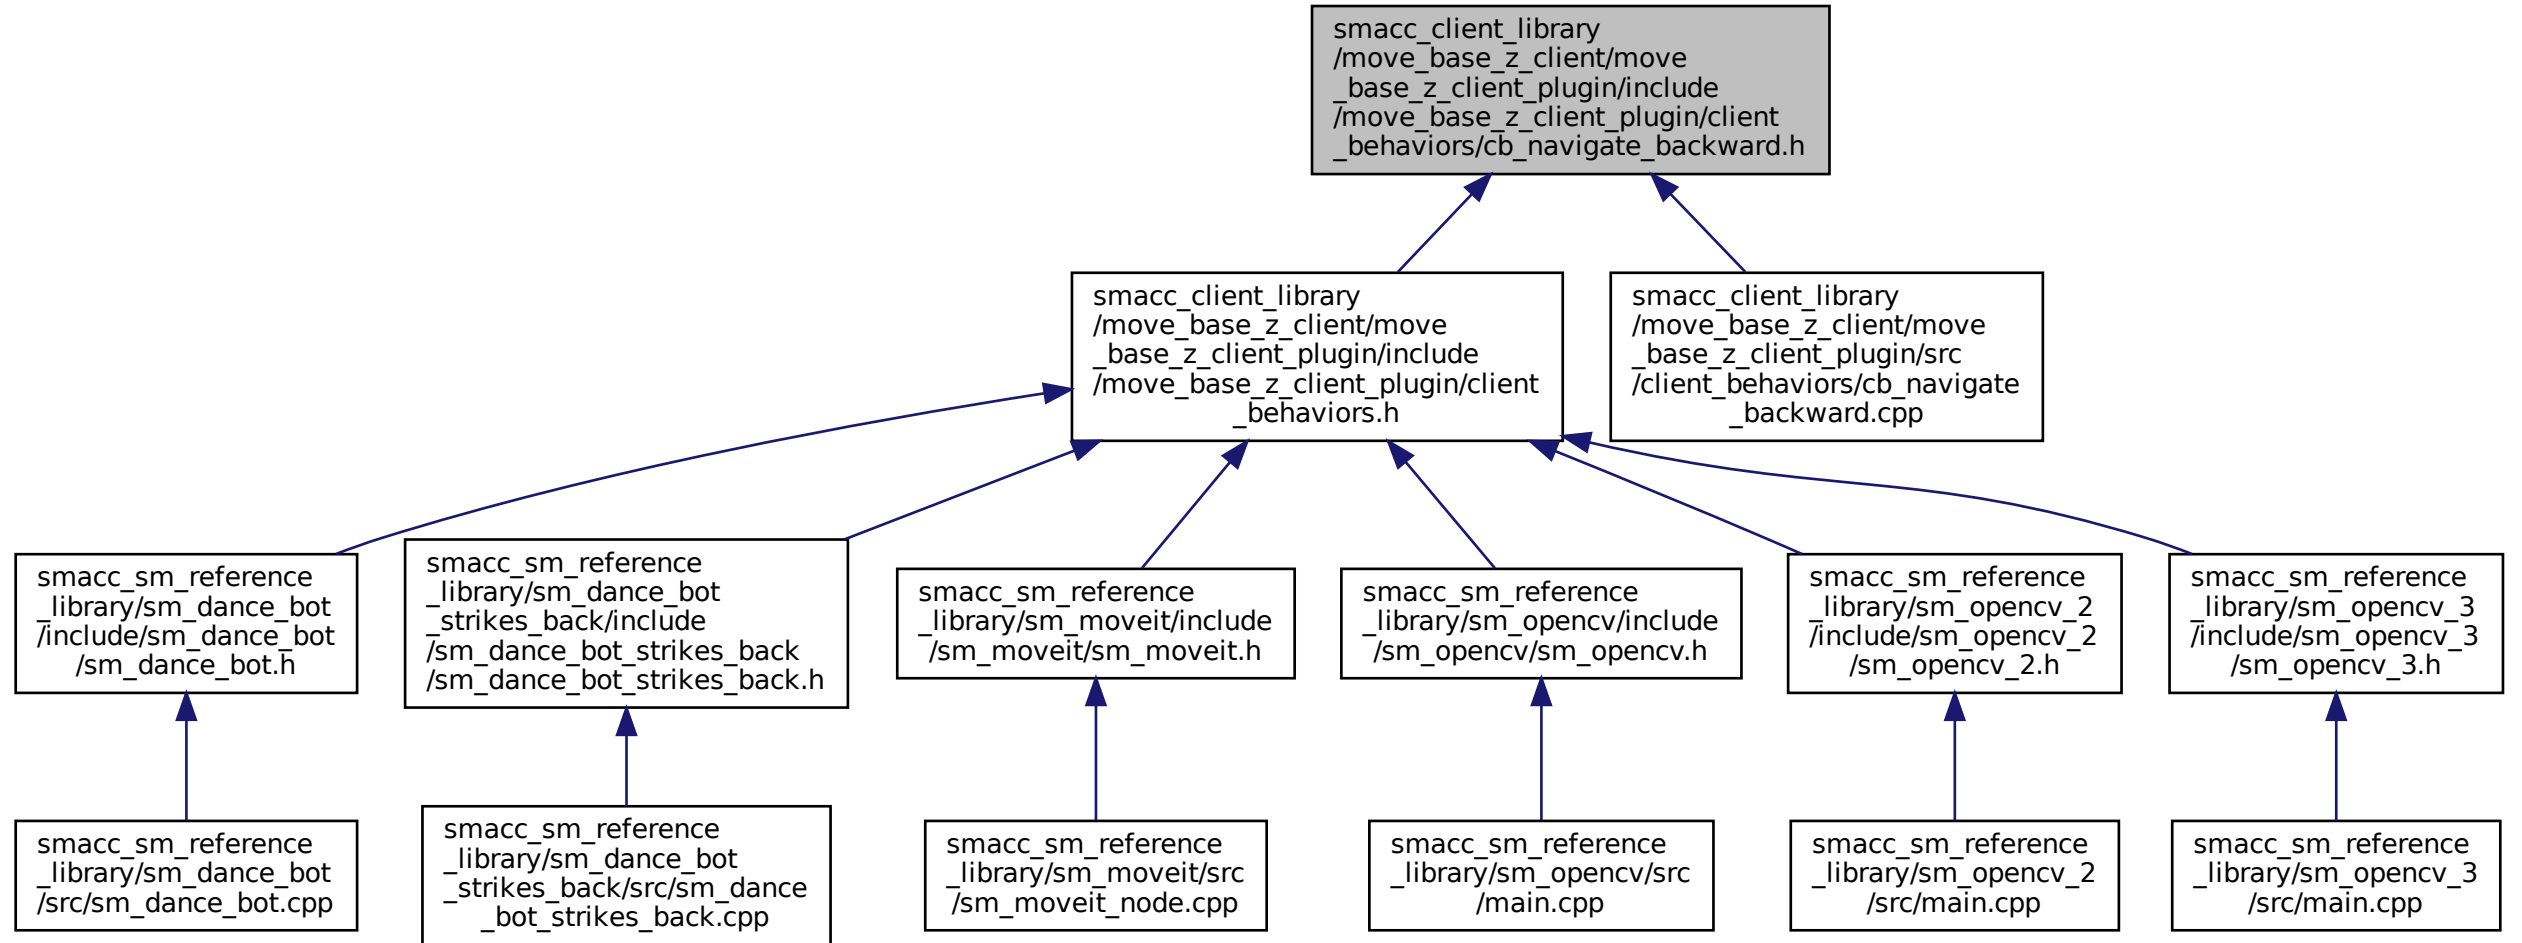 smacc_client_library
/move_base_z_client/move
_base_z_client_plugin/include
/move_base_z_client_plugin/client
_behaviors/cb_navigate_backward.h
smacc_client_library
/move_base_z_client/move
_base_z_client_plugin/include
/move_base_z_client_plugin/client
_behaviors.h
smacc_client_library
/move_base_z_client/move
_base_z_client_plugin/src
/client_behaviors/cb_navigate
_backward.cpp
smacc_sm_reference
_library/sm_dance_bot
/include/sm_dance_bot
/sm_dance_bot.h
smacc_sm_reference
_library/sm_dance_bot
_strikes_back/include
/sm_dance_bot_strikes_back
/sm_dance_bot_strikes_back.h
smacc_sm_reference
_library/sm_moveit/include
/sm_moveit/sm_moveit.h
smacc_sm_reference
_library/sm_opencv/include
/sm_opencv/sm_opencv.h
smacc_sm_reference
_library/sm_opencv_2
/include/sm_opencv_2
/sm_opencv_2.h
smacc_sm_reference
_library/sm_opencv_3
/include/sm_opencv_3
/sm_opencv_3.h
smacc_sm_reference
_library/sm_dance_bot
/src/sm_dance_bot.cpp
smacc_sm_reference
_library/sm_dance_bot
_strikes_back/src/sm_dance
_bot_strikes_back.cpp
smacc_sm_reference
_library/sm_moveit/src
/sm_moveit_node.cpp
smacc_sm_reference
_library/sm_opencv/src
/main.cpp
smacc_sm_reference
_library/sm_opencv_2
/src/main.cpp
smacc_sm_reference
_library/sm_opencv_3
/src/main.cpp